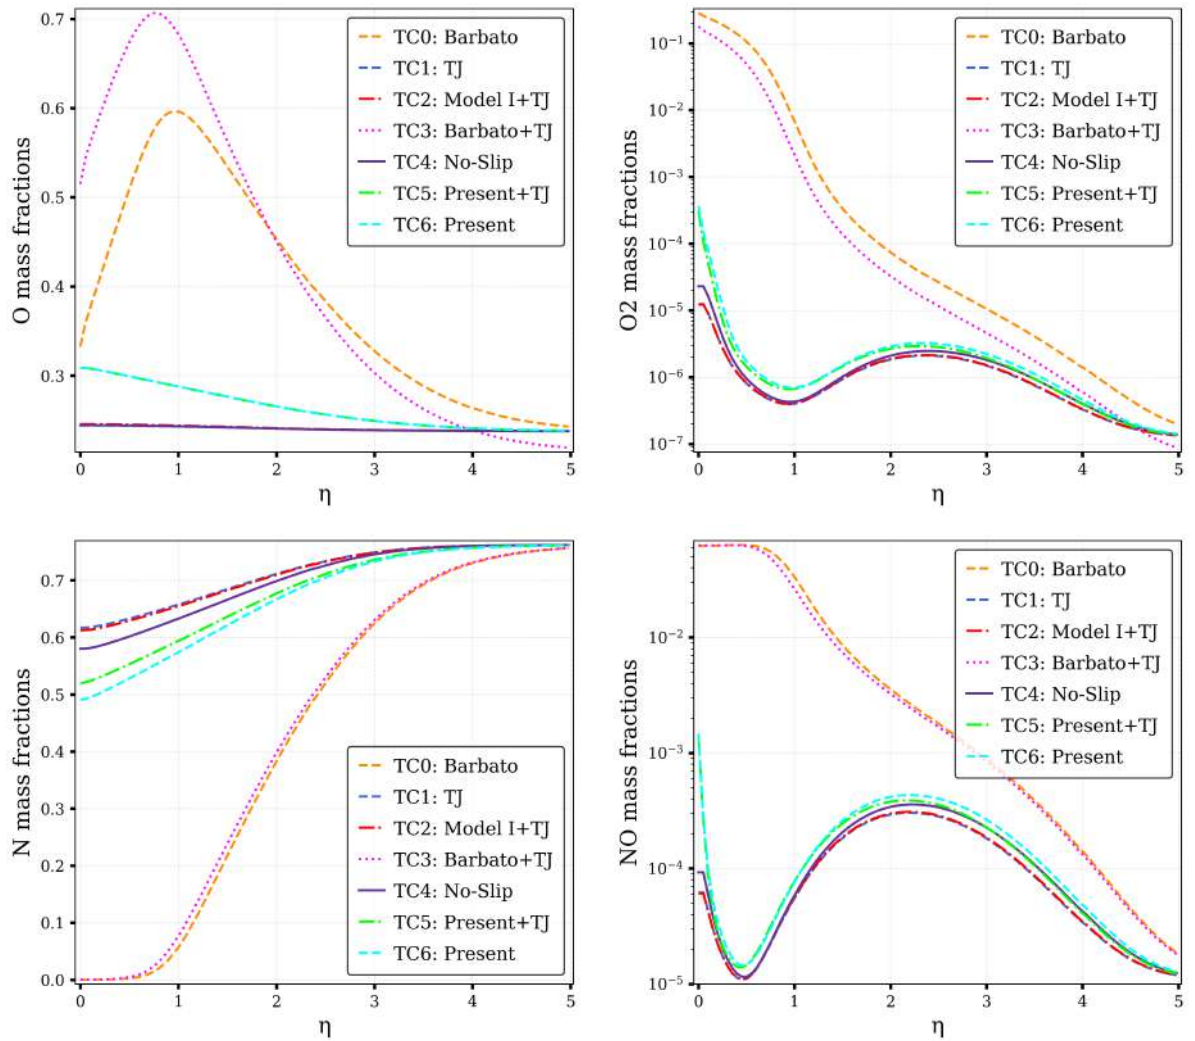 O mass fractions
0.7
0.6
0.5
0.4
0.3
0
1
2
3
4
5
η
TC0: Barbato
TC1: TJ
TC2: Model I+TJ
TC3: Barbato+TJ
TC4: No-Slip
TC5: Present+TJ
TC6: Present
O2 mass fractions
10⁻¹
10⁻²
10⁻³
10⁻⁴
10⁻⁵
10⁻⁶
10⁻⁷
0
1
2
3
4
5
η
TC0: Barbato
TC1: TJ
TC2: Model I+TJ
TC3: Barbato+TJ
TC4: No-Slip
TC5: Present+TJ
TC6: Present
N mass fractions
0.7
0.6
0.5
0.4
0.3
0.2
0.1
0.0
0
1
2
3
4
5
η
TC0: Barbato
TC1: TJ
TC2: Model I+TJ
TC3: Barbato+TJ
TC4: No-Slip
TC5: Present+TJ
TC6: Present
NO mass fractions
10⁻²
10⁻³
10⁻⁴
10⁻⁵
0
1
2
3
4
5
η
TC0: Barbato
TC1: TJ
TC2: Model I+TJ
TC3: Barbato+TJ
TC4: No-Slip
TC5: Present+TJ
TC6: Present